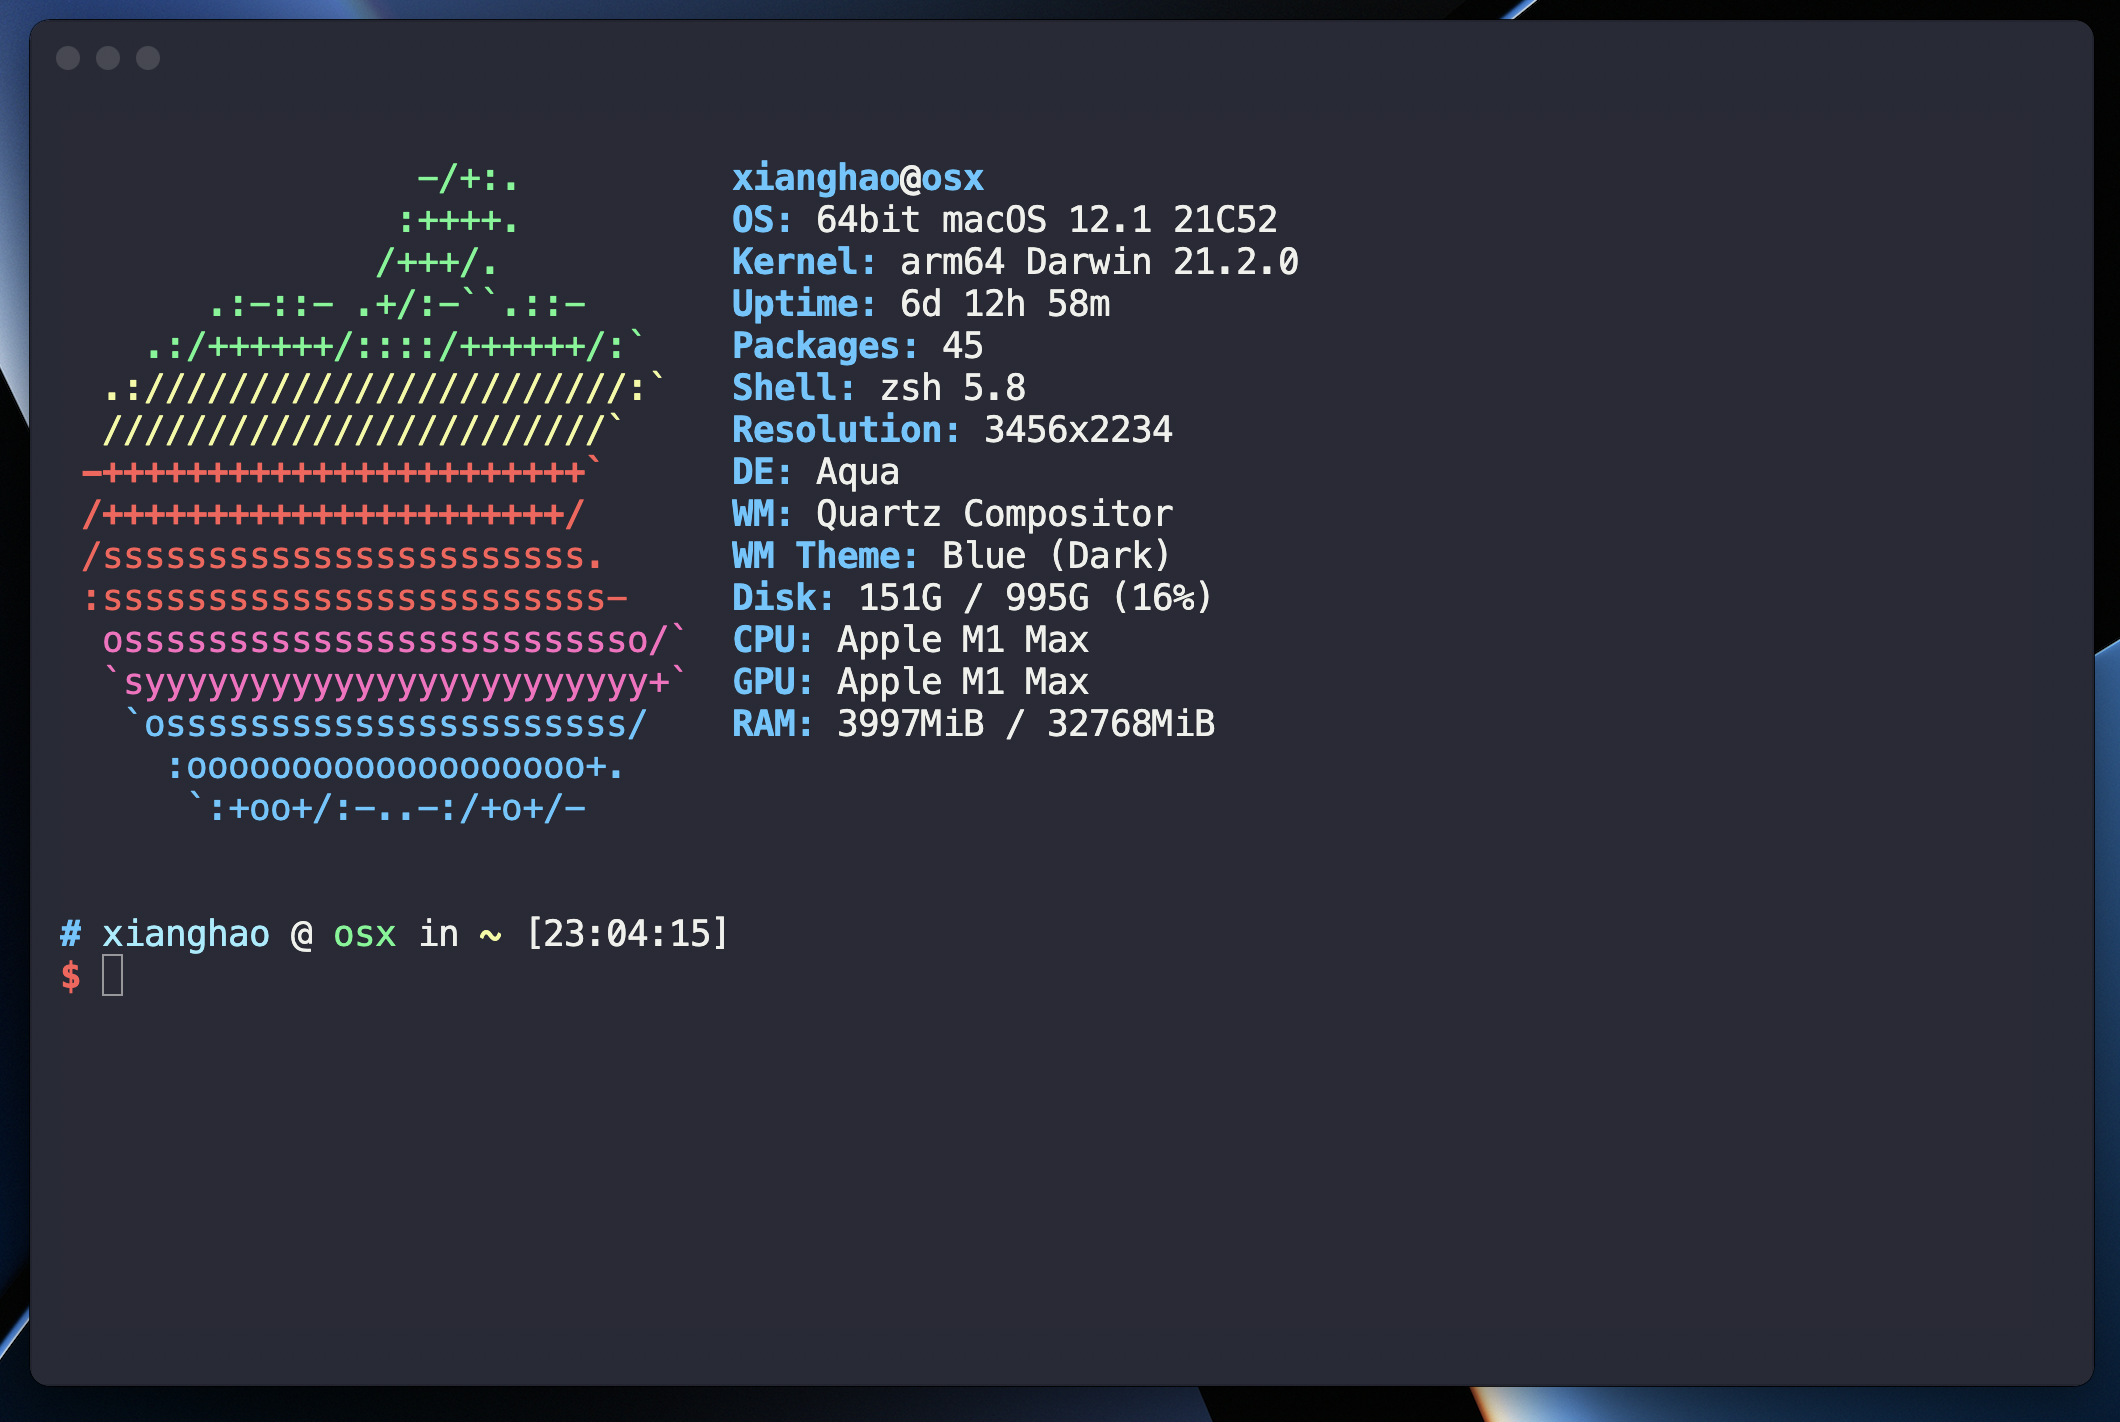 -/+:.
xianghao@osx
:++++.
OS: 64bit macOS 12.1 21C52
/+++/.
Kernel: arm64 Darwin 21.2.0
.:-::- .+/:-``.::-
Uptime: 6d 12h 58m
.:/++++++/::::/++++++/:`
Packages: 45
.:///////////////////////:`
Shell: zsh 5.8
////////////////////////`
Resolution: 3456x2234
-+++++++++++++++++++++++`
DE: Aqua
/++++++++++++++++++++++/
WM: Quartz Compositor
/sssssssssssssssssssssss.
WM Theme: Blue (Dark)
:ssssssssssssssssssssssss-
Disk: 151G / 995G (16%)
osssssssssssssssssssssssso/`
CPU: Apple M1 Max
`syyyyyyyyyyyyyyyyyyyyyyyy+`
GPU: Apple M1 Max
`ossssssssssssssssssssss/
RAM: 3997MiB / 32768MiB
:ooooooooooooooooooo+.
`:+oo+/:-..-:/+o+/-
# xianghao @ osx in ~ [23:04:15]
$